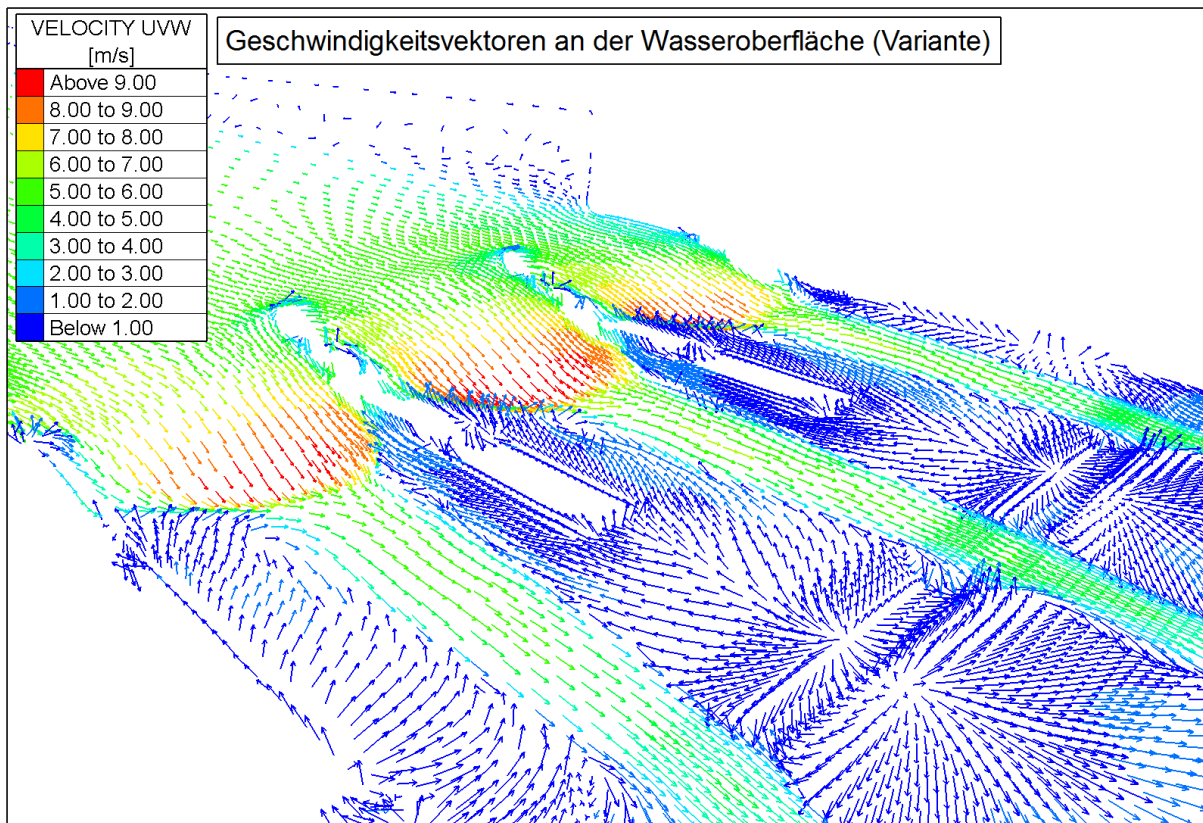 VELOCITY UVW
[m/s]
Above 9.00
8.00 to 9.00
7.00 to 8.00
6.00 to 7.00
5.00 to 6.00
4.00 to 5.00
3.00 to 4.00
2.00 to 3.00
1.00 to 2.00
Below 1.00
Geschwindigkeitsvektoren an der Wasseroberfläche (Variante)